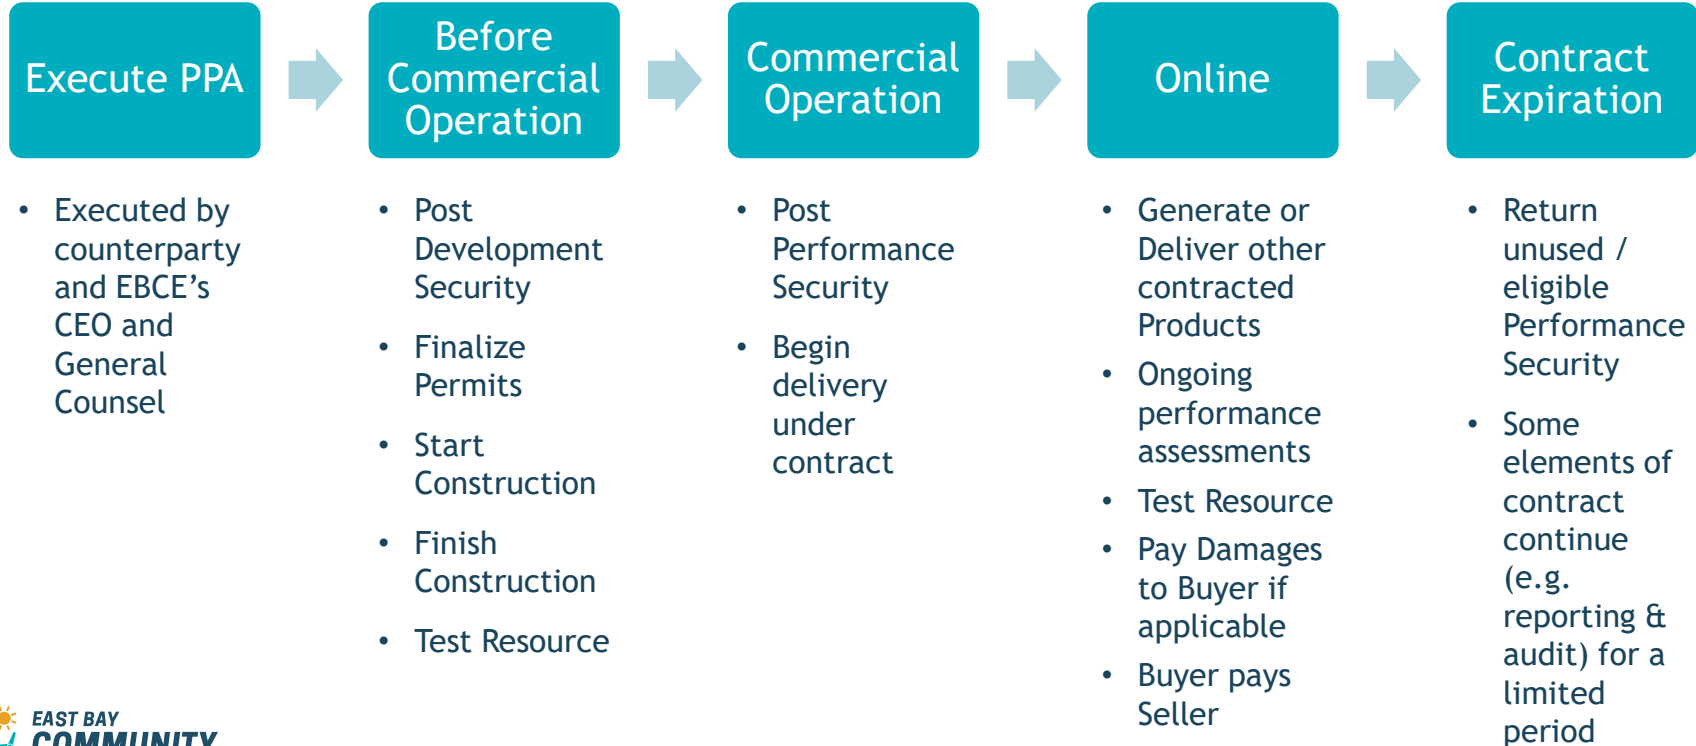 Execute PPA
Before
Commercial
Operation
Commercial
Operation
Online
Contract
Expiration
• Executed by
counterparty
and EBCE’s
CEO and
General
Counsel
• Post
Development
Security
• Finalize
Permits
• Start
Construction
• Finish
Construction
• Test Resource
• Post
Performance
Security
• Begin
delivery
under
contract
• Generate or
Deliver other
contracted
Products
• Ongoing
performance
assessments
• Test Resource
• Pay Damages
to Buyer if
applicable
• Buyer pays
Seller
• Return
unused /
eligible
Performance
Security
• Some
elements of
contract
continue
(e.g.
reporting &
audit) for a
limited
period
EAST BAY
COMMUNITY